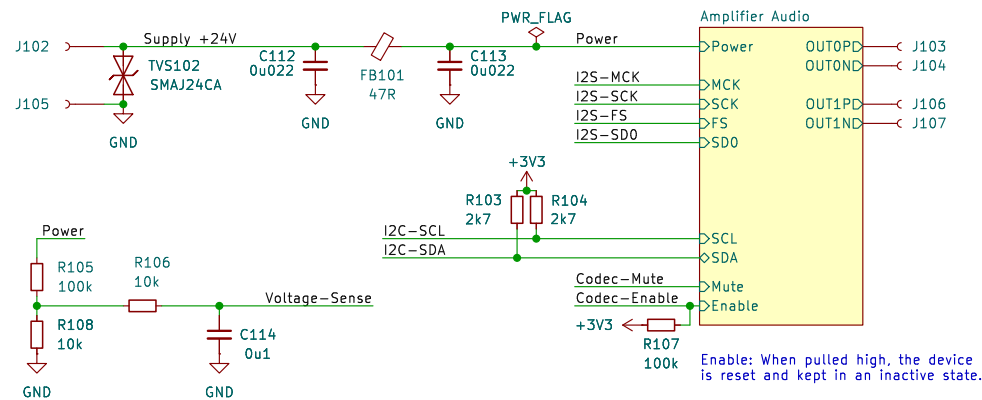 PWR_FLAG
Amplifier Audio
J102
Supply +24V
Power
Power
OUT0P
J103
C112
0u022
C113
0u022
TVS102
SMAJ24CA
FB101
47R
OUT0N
J104
I2S-MCK
MCK
J105
I2S-SCK
SCK
OUT1P
J106
I2S-FS
FS
OUT1N
J107
GND
GND
GND
I2S-SD0
SD0
+3V3
R103
2k7
R104
2k7
I2C-SCL
SCL
I2C-SDA
SDA
Power
R105
100k
R106
10k
Codec-Mute
Mute
Voltage-Sense
Codec-Enable
Enable
R108
10k
C114
0u1
+3V3
R107
100k
GND
GND
Enable: When pulled high, the device
is reset and kept in an inactive state.